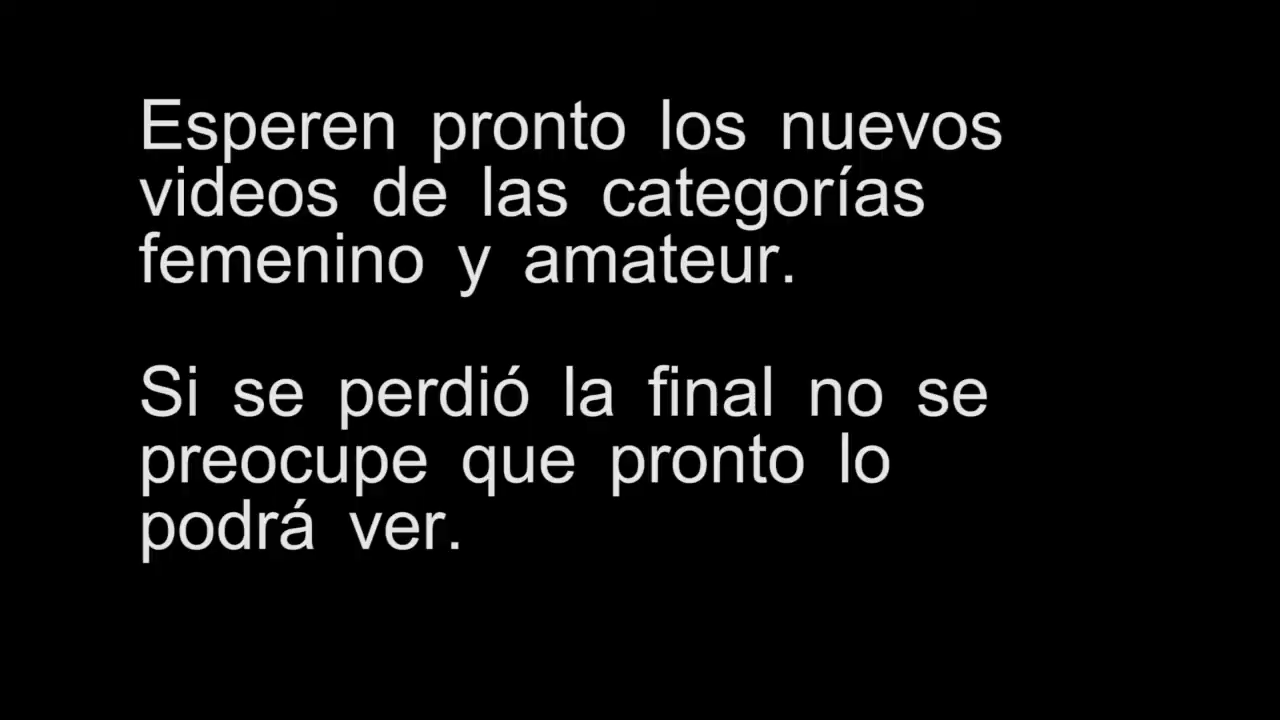 Esperen pronto los nuevos
videos de las categorías
femenino y amateur.
Si se perdió la final no se
preocupe que pronto lo
podrá ver.